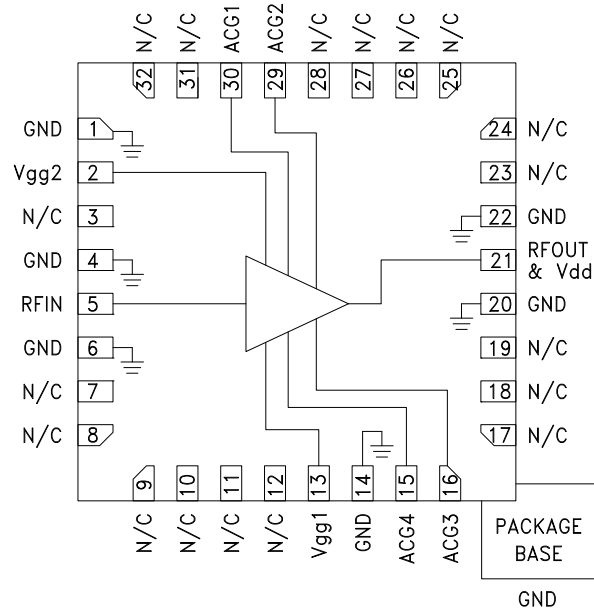 N/C N/C ACG1 ACG2 N/C N/C N/C N/C
32 31 30 29 28 27 26 25
GND 1
Vgg2 2
N/C 3
GND 4
RFIN 5
GND 6
N/C 7
N/C 8
24 N/C
23 N/C
22 GND
21 RFOUT
& Vdd
20 GND
19 N/C
18 N/C
17 N/C
9 10 11 12 13 14 15 16
N/C N/C N/C N/C Vgg1 GND ACG4 ACG3
PACKAGE
BASE
GND